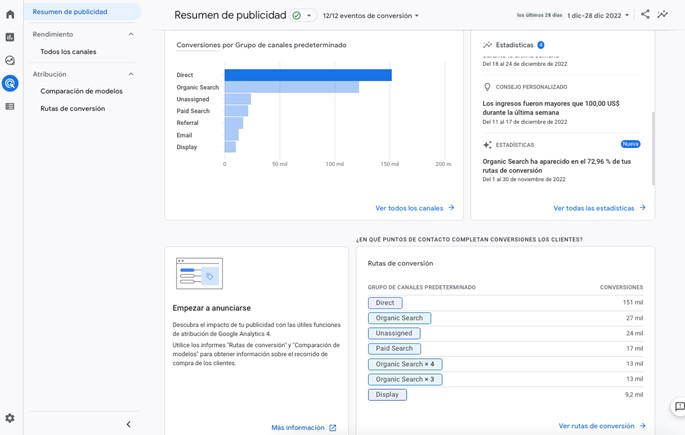 Resumen de publicidad
Rendimiento
Todos los canales
Atribución
Comparación de modelos
Rutas de conversión
Resumen de publicidad
12/12 eventos de conversión
los últimos 28 días
1 dic-28 dic 2022
Conversiones por Grupo de canales predeterminado
Direct
Organic Search
Unassigned
Paid Search
Referral
Email
Display
0
50 mil
100 mil
150 mil
200 m
Ver todos los canales
Estadísticas 4
Del 18 al 24 de diciembre de 2022
CONSEJO PERSONALIZADO
Los ingresos fueron mayores que 100,00 US$
durante la última semana
Del 11 al 17 de diciembre de 2022
ESTADÍSTICAS
Nueva
Organic Search ha aparecido en el 72,96 % de tus
rutas de conversión
Del 1 al 30 de noviembre de 2022
Ver todas las estadísticas
Empezar a anunciarse
Descubra el impacto de tu publicidad con las útiles funciones
de atribución de Google Analytics 4.
Utilice los informes "Rutas de conversión" y "Comparación de
modelos" para obtener información sobre el recorrido de
compra de los clientes.
Más información
¿EN QUÉ PUNTOS DE CONTACTO COMPLETAN CONVERSIONES LOS CLIENTES?
Rutas de conversión
GRUPO DE CANALES PREDETERMINADO CONVERSIONES
Direct 151 mil
Organic Search 27 mil
Unassigned 24 mil
Paid Search 17 mil
Organic Search × 4 13 mil
Organic Search × 3 13 mil
Display 9,2 mil
Ver rutas de conversión